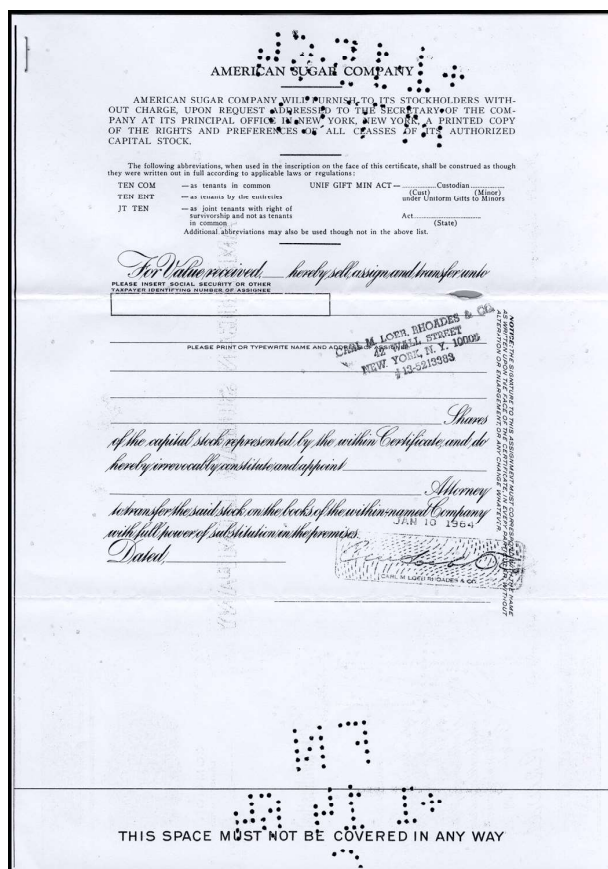 AMERICAN SUGAR COMPANY
AMERICAN SUGAR COMPANY WILL FURNISH TO ITS STOCKHOLDERS WITH-
OUT CHARGE, UPON REQUEST ADDRESSED TO THE SECRETARY OF THE COM-
PANY AT ITS PRINCIPAL OFFICE IN NEW YORK, NEW YORK, A PRINTED COPY
OF THE RIGHTS AND PREFERENCES OF ALL CLASSES OF ITS AUTHORIZED
CAPITAL STOCK.
The following abbreviations, when used in the inscription on the face of this certificate, shall be construed as though
they were written out in full according to applicable laws or regulations:
TEN COM — as tenants in common UNIF GIFT MIN ACT — Custodian
(Cust) (Minor)
TEN ENT — as tenants by the entireties under Uniform Gifts to Minors
JT TEN — as joint tenants with right of
survivorship and not as tenants Act
in common (State)
Additional abbreviations may also be used though not in the above list.
For Value received, hereby sell, assign, and transfer unto
PLEASE INSERT SOCIAL SECURITY OR OTHER
TAXPAYER IDENTIFYING NUMBER OF ASSIGNEE
CARL M. LOEB, RHOADES & CO.
42 WALL STREET
NEW YORK, N. Y. 10005
# 13-5213383
PLEASE PRINT OR TYPEWRITE NAME AND ADDRESS OF ASSIGNEE
Shares
of the capital stock represented by the within Certificate, and do
hereby irrevocably constitute and appoint
Attorney
to transfer the said stock on the books of the within-named Company
with full power of substitution in the premises.
JAN 10 1964
Dated,
CARL M LOEB RHOADES & CO.
NOTICE: THE SIGNATURE TO THIS ASSIGNMENT MUST CORRESPOND WITH THE NAME
AS WRITTEN UPON THE FACE OF THE CERTIFICATE, IN EVERY PARTICULAR, WITHOUT
ALTERATION OR ENLARGEMENT, OR ANY CHANGE WHATEVER.
THIS SPACE MUST NOT BE COVERED IN ANY WAY